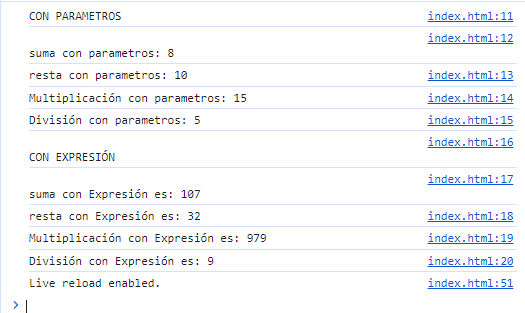 CON PARAMETROS index.html:11
index.html:12
suma con parametros: 8
resta con parametros: 10 index.html:13
Multiplicación con parametros: 15 index.html:14
División con parametros: 5 index.html:15
index.html:16
CON EXPRESIÓN
index.html:17
suma con Expresión es: 107
resta con Expresión es: 32 index.html:18
Multiplicación con Expresión es: 979 index.html:19
División con Expresión es: 9 index.html:20
Live reload enabled. index.html:51
>